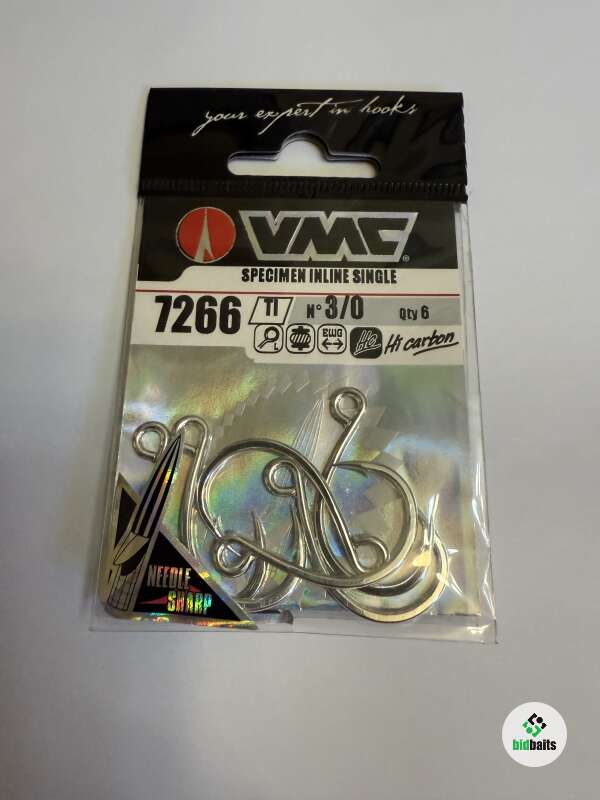 your expert in hooks
VMC®
SPECIMEN INLINE SINGLE
7266 TI N° 3/0 Qty 6
L EWG Hc Hi carbon
NEEDLE
SHARP
bidbaits